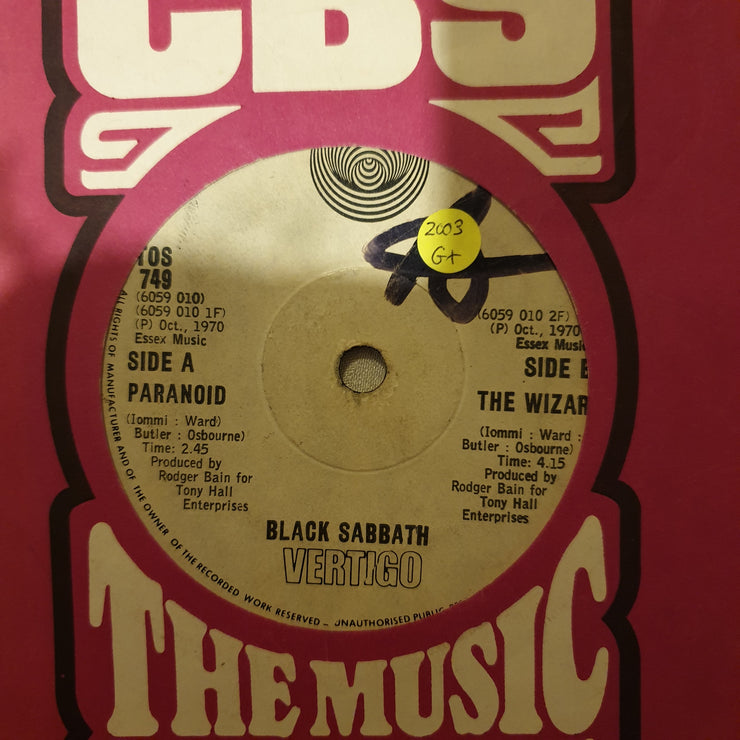 CBS
TOS
749
(6059 010)
(6059 010 1F)
(P) Oct., 1970
Essex Music
SIDE A
PARANOID
(Iommi : Ward)
Butler : Osbourne)
Time: 2.45
Produced by
Rodger Bain for
Tony Hall
Enterprises
2003
G+
(6059 010 2F)
(P) Oct., 1970
Essex Musi
SIDE B
THE WIZAR
(Iommi : Ward :
Butler : Osbourne)
Time: 4.15
Produced by
Rodger Bain for
Tony Hall
Enterprises
BLACK SABBATH
VERTIGO
ALL RIGHTS OF MANUFACTURER AND OF THE OWNER OF THE RECORDED WORK RESERVED – UNAUTHORISED PUBLIC
THE MUSIC